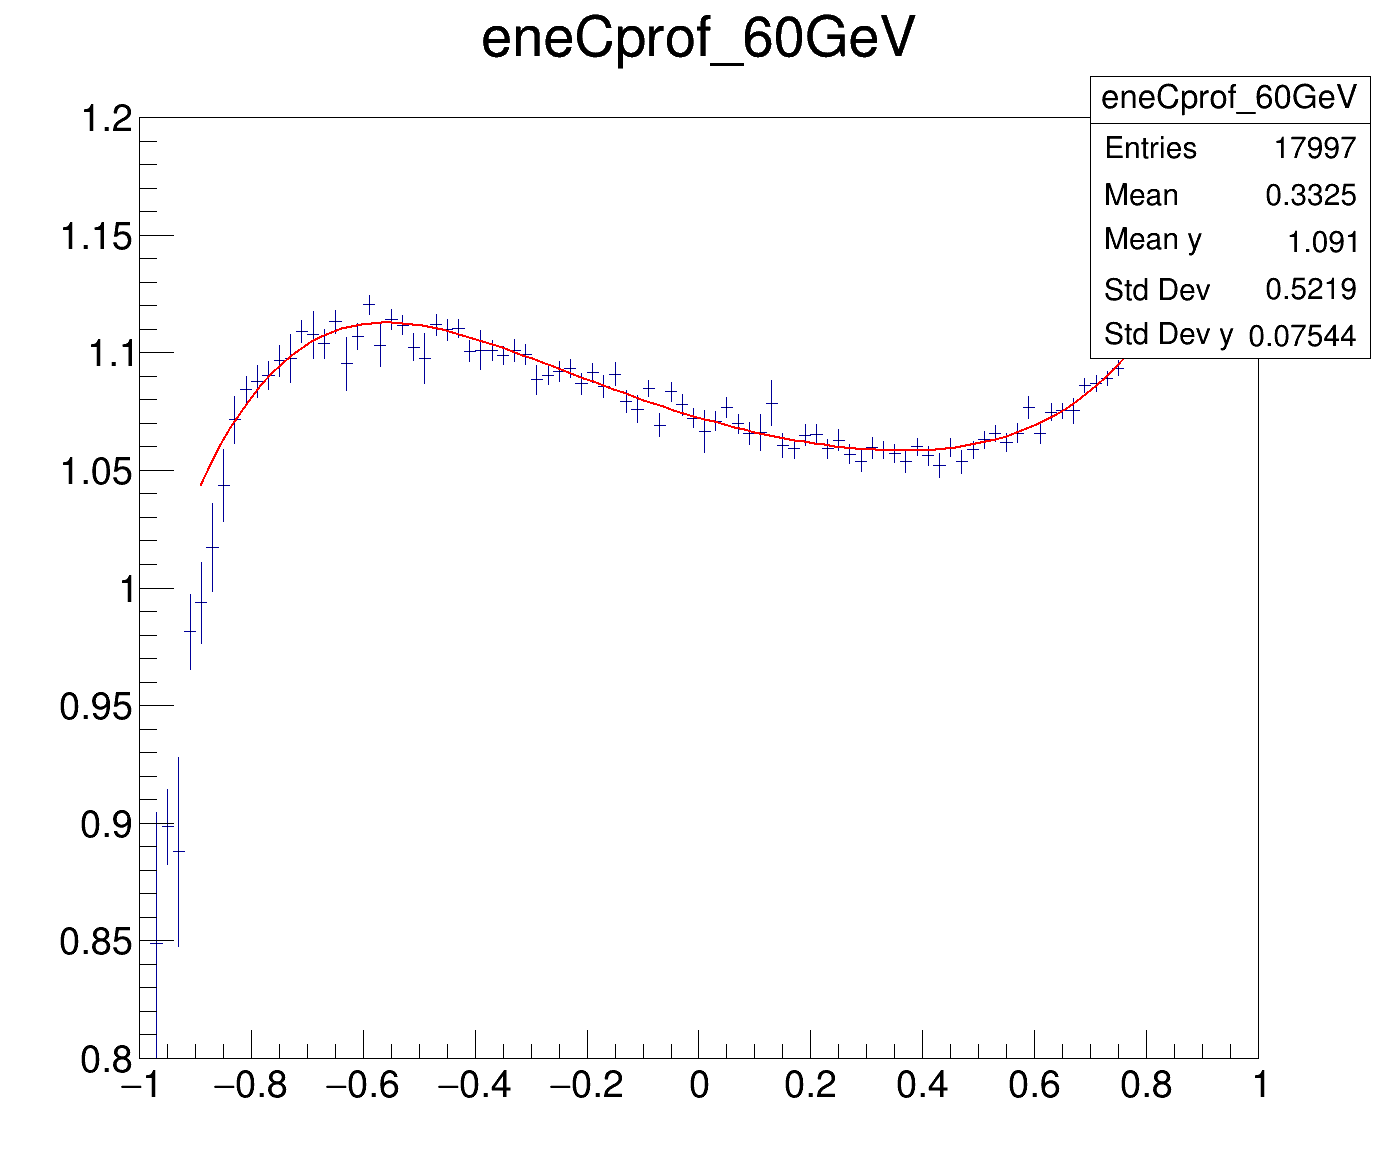 eneCprof_60GeV
eneCprof_60GeV
Entries 17997
Mean 0.3325
Mean y 1.091
Std Dev 0.5219
Std Dev y 0.07544
1.2
1.15
1.1
1.05
1
0.95
0.9
0.85
0.8
−1 −0.8 −0.6 −0.4 −0.2 0 0.2 0.4 0.6 0.8 1